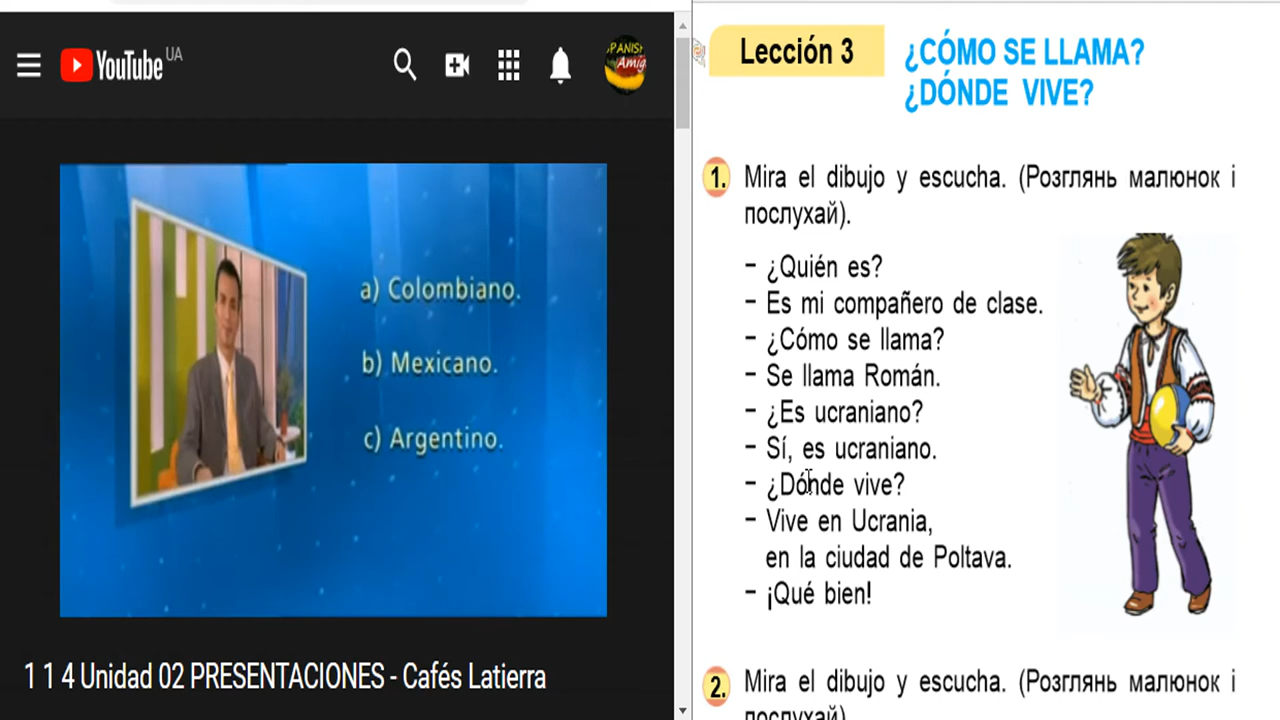 YouTube UA
SPANISH
Amigo
a) Colombiano.
b) Mexicano.
c) Argentino.
1 1 4 Unidad 02 PRESENTACIONES - Cafés Latierra
Lección 3
¿CÓMO SE LLAMA?
¿DÓNDE VIVE?
1. Mira el dibujo y escucha. (Розглянь малюнок і
послухай).
– ¿Quién es?
– Es mi compañero de clase.
– ¿Cómo se llama?
– Se llama Román.
– ¿Es ucraniano?
– Sí, es ucraniano.
– ¿Dónde vive?
– Vive en Ucrania,
en la ciudad de Poltava.
– ¡Qué bien!
2. Mira el dibujo y escucha. (Розглянь малюнок і
послухай)